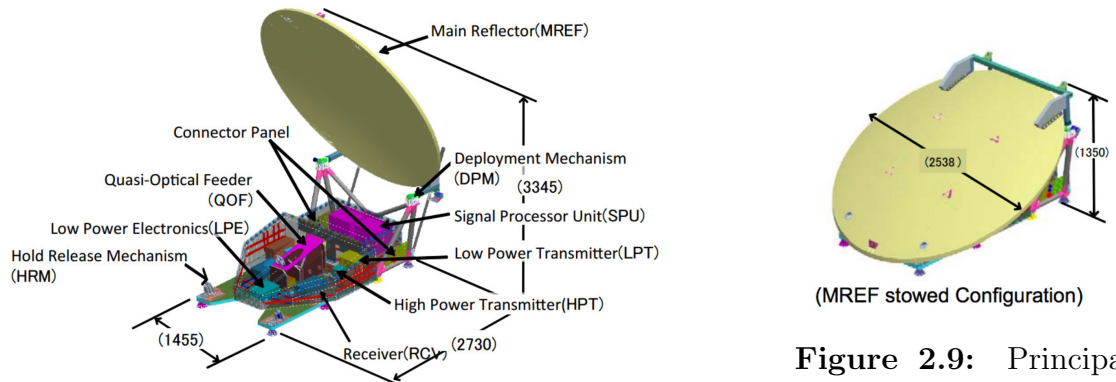 Main Reflector(MREF)
Connector Panel
Quasi-Optical Feeder
(QOF)
Low Power Electronics(LPE)
Hold Release Mechanism
(HRM)
Deployment Mechanism
(DPM)
(3345)
Signal Processor Unit(SPU)
Low Power Transmitter(LPT)
High Power Transmitter(HPT)
Receiver(RCV)
(2730)
(1455)
(2538)
(1350)
(MREF stowed Configuration)
Figure 2.9: Principa